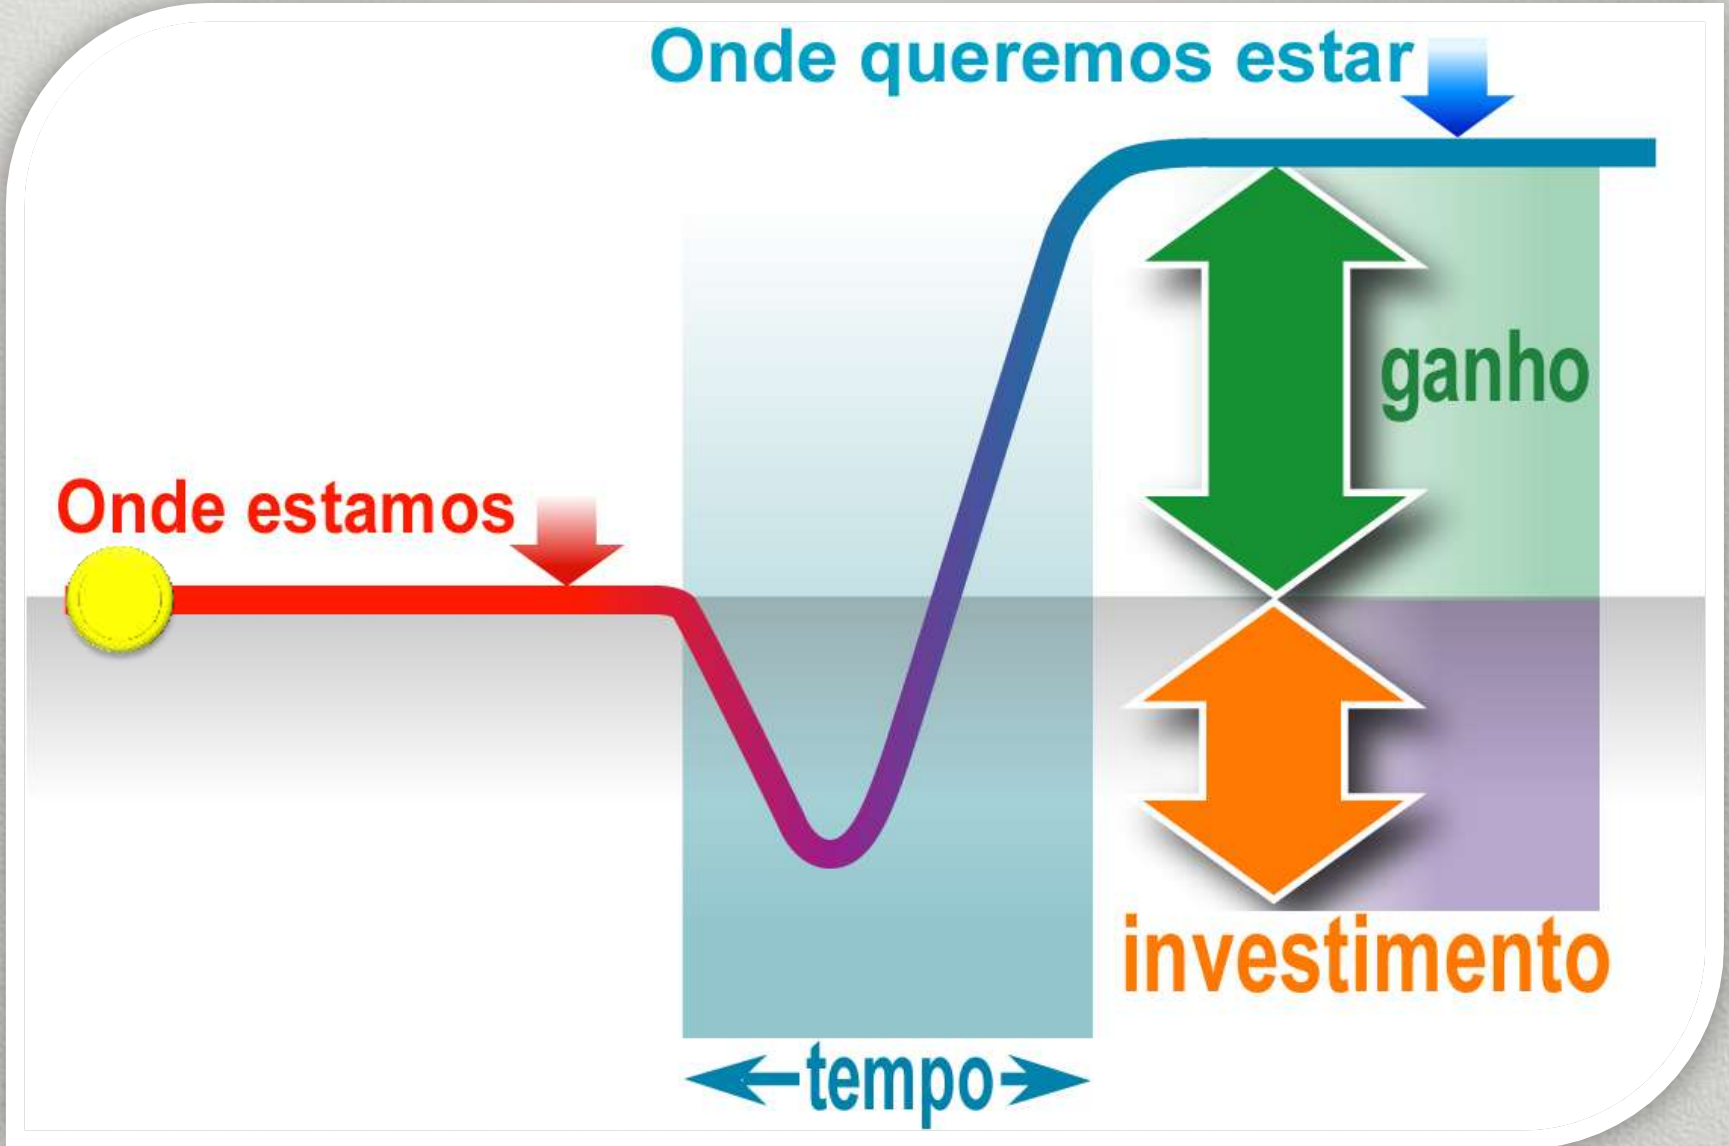 Onde queremos estar
ganho
Onde estamos
investimento
tempo